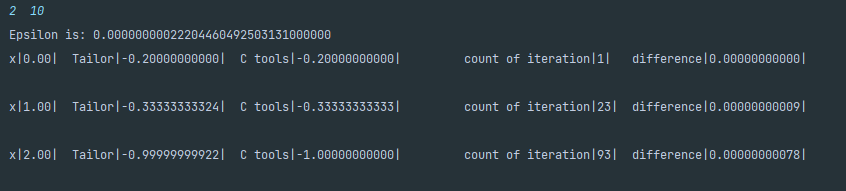 2 10
Epsilon is: 0.000000000222044604925031310000000
x|0.00| Tailor|-0.20000000000| C tools|-0.20000000000| count of iteration|1| difference|0.00000000000|
x|1.00| Tailor|-0.33333333324| C tools|-0.33333333333| count of iteration|23| difference|0.00000000009|
x|2.00| Tailor|-0.99999999922| C tools|-1.00000000000| count of iteration|93| difference|0.00000000078|